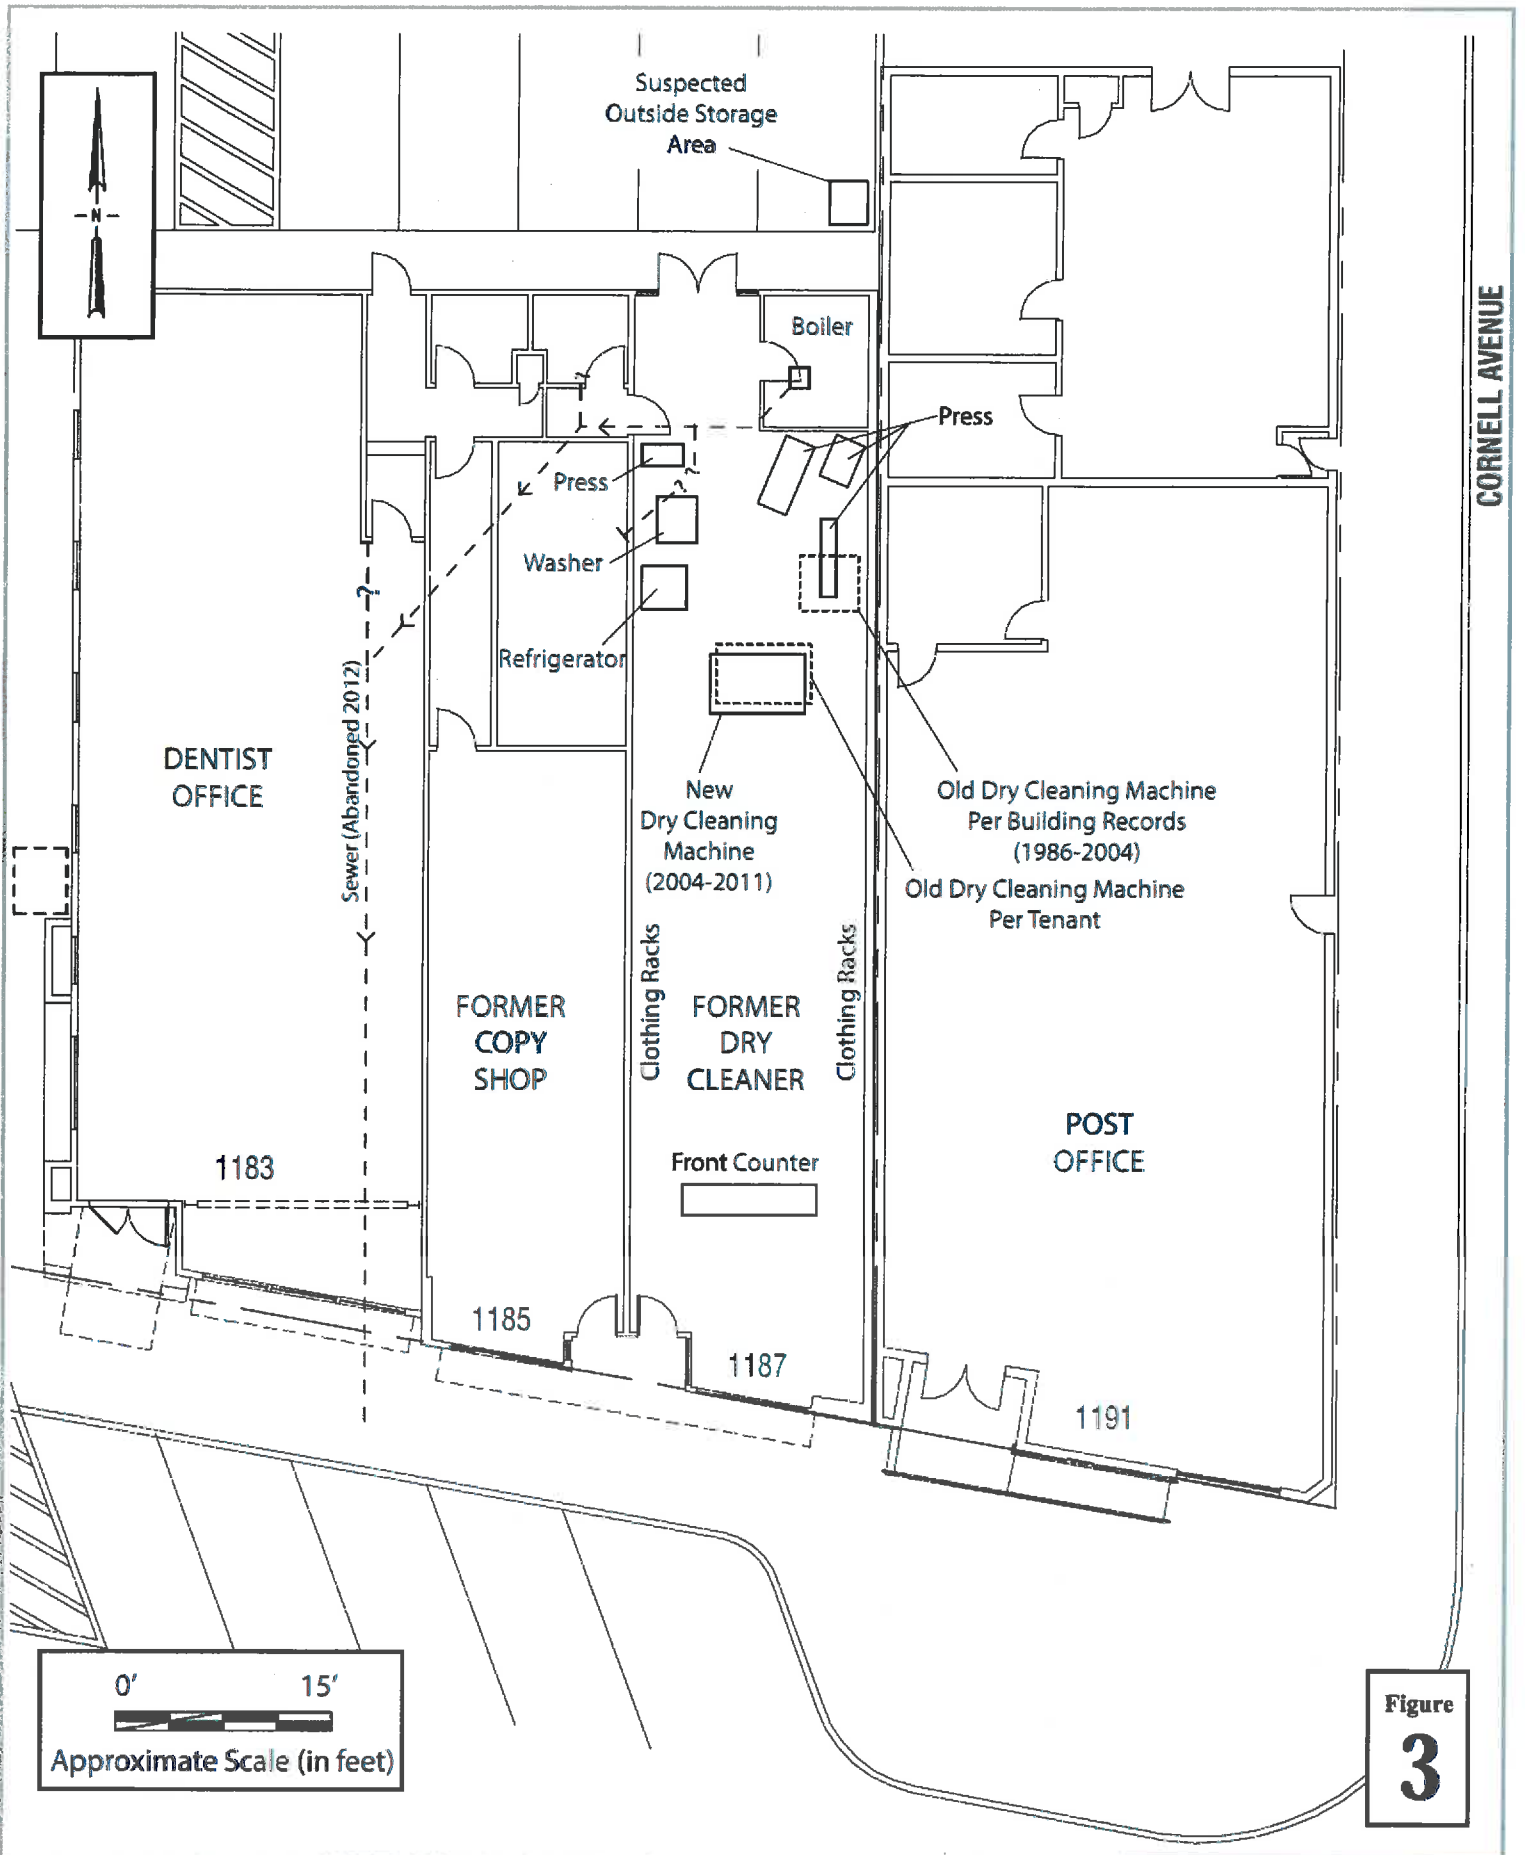 Suspected
Outside Storage
Area
N
Boiler
CORNELL AVENUE
Press
?
Press
?
?
Washer
?
Refrigerator
Sewer (Abandoned 2012)
DENTIST
OFFICE
New
Dry Cleaning
Machine
(2004-2011)
Old Dry Cleaning Machine
Per Building Records
(1986-2004)
Old Dry Cleaning Machine
Per Tenant
Clothing Racks
Clothing Racks
FORMER
COPY
SHOP
FORMER
DRY
CLEANER
POST
OFFICE
1183
Front Counter
1185
1187
1191
0' 15'
Approximate Scale (in feet)
Figure
3